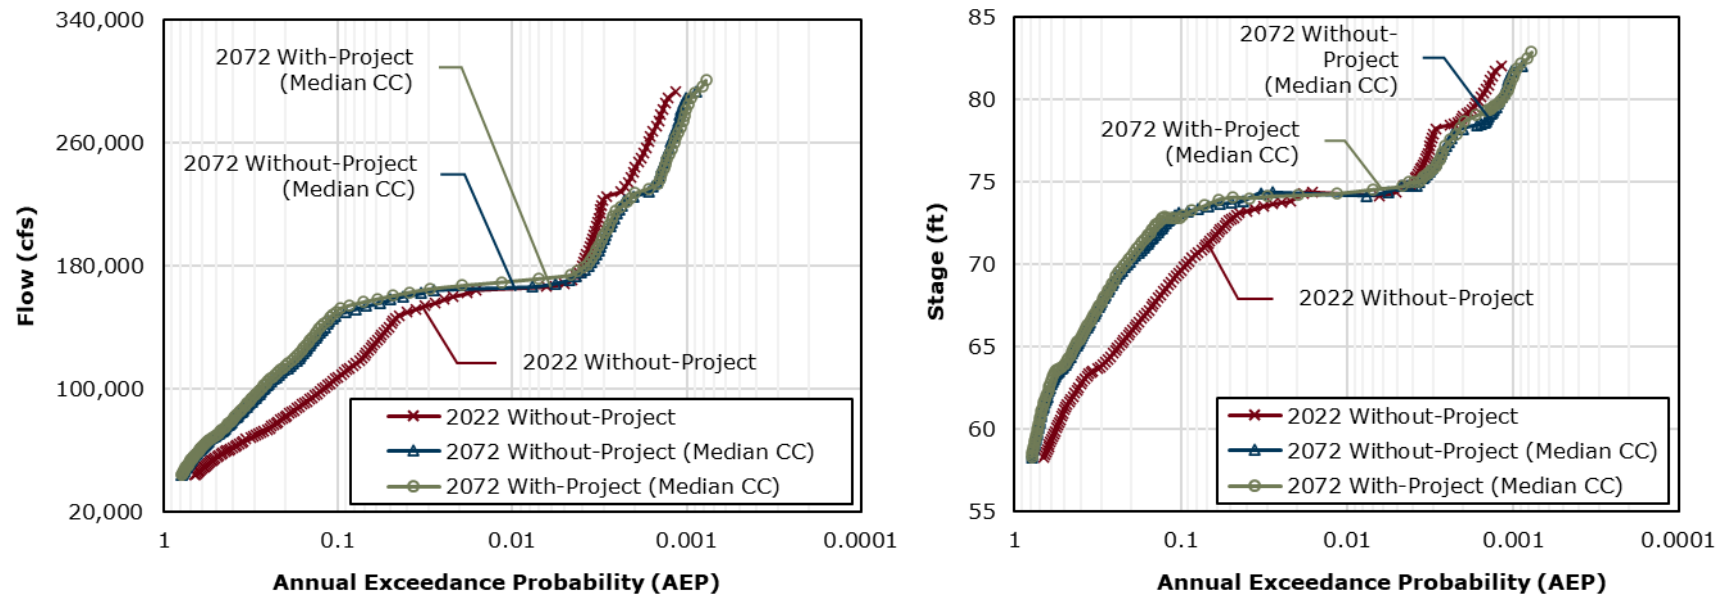 340,000
260,000
180,000
100,000
20,000
Flow (cfs)
2072 With-Project
(Median CC)
2072 Without-Project
(Median CC)
2022 Without-Project
2022 Without-Project
2072 Without-Project (Median CC)
2072 With-Project (Median CC)
1
0.1
0.01
0.001
0.0001
Annual Exceedance Probability (AEP)
85
80
75
70
65
60
55
Stage (ft)
2072 Without-
Project
(Median CC)
2072 With-Project
(Median CC)
2022 Without-Project
2022 Without-Project
2072 Without-Project (Median CC)
2072 With-Project (Median CC)
1
0.1
0.01
0.001
0.0001
Annual Exceedance Probability (AEP)